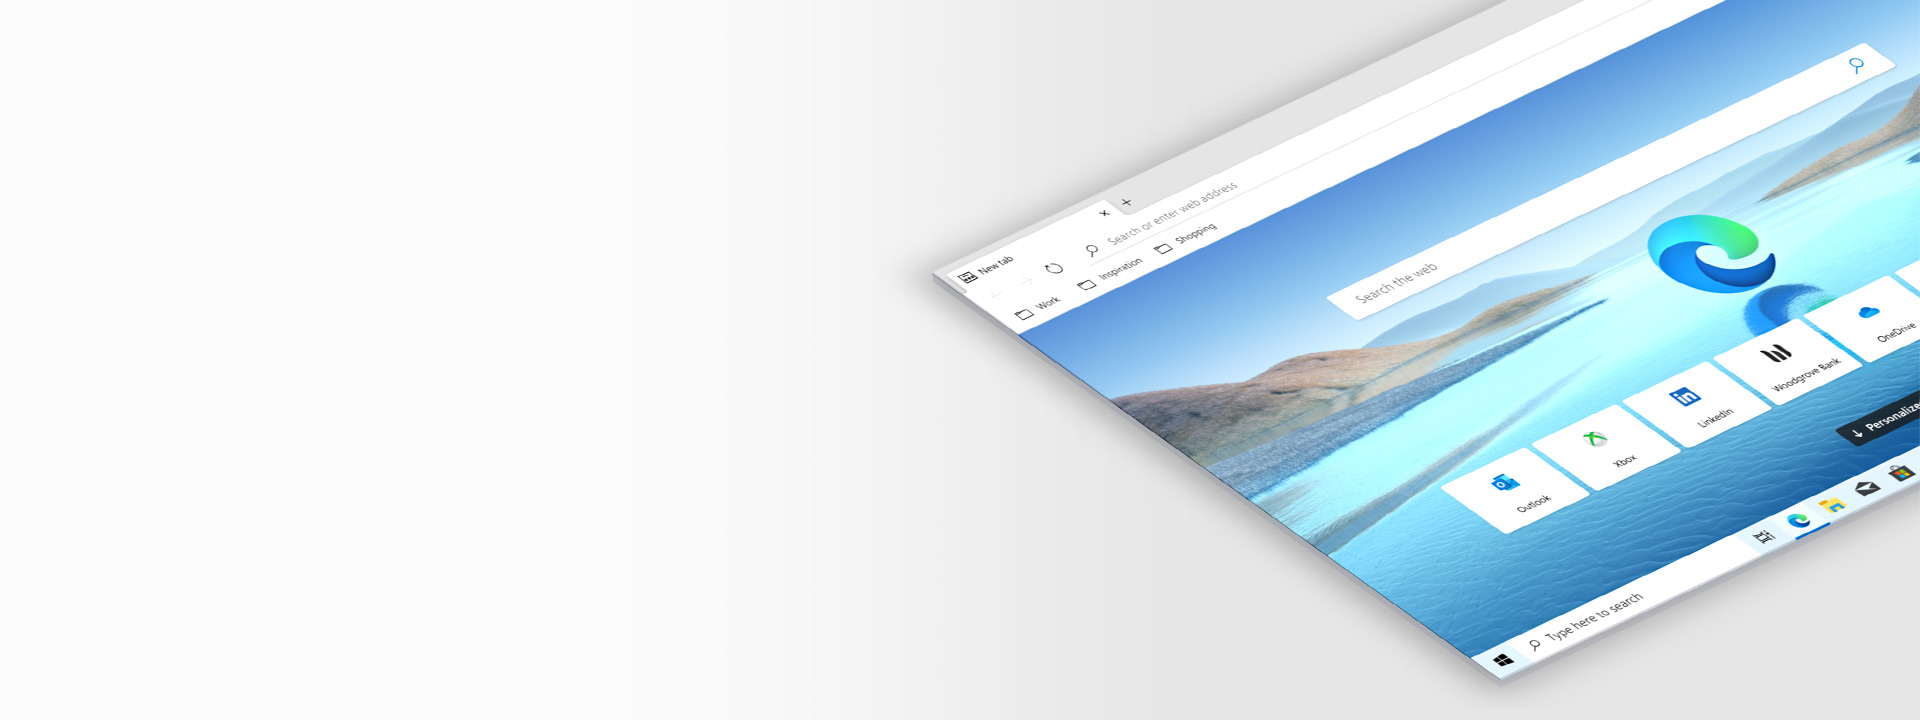 New tab
Search or enter web address
Work
Inspiration
Shopping
Search the web
Outlook
Xbox
LinkedIn
Woodgrove Bank
OneDrive
Personalize
Type here to search